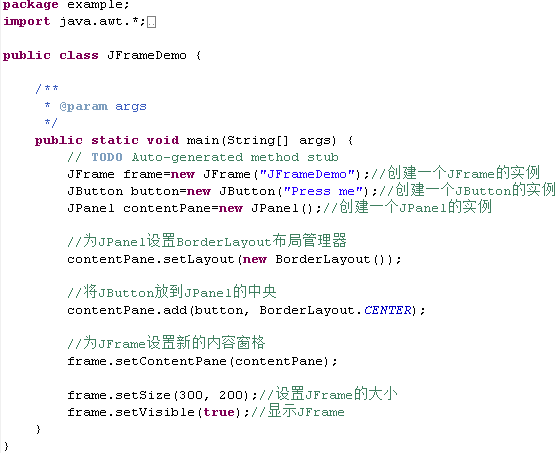 package example;
import java.awt.*;

public class JFrameDemo {

    /**
     * @param args
     */
    public static void main(String[] args) {
        // TODO Auto-generated method stub
        JFrame frame=new JFrame("JFrameDemo");//创建一个JFrame的实例
        JButton button=new JButton("Press me");//创建一个JButton的实例
        JPanel contentPane=new JPanel();//创建一个JPanel的实例

        //为JPanel设置BorderLayout布局管理器
        contentPane.setLayout(new BorderLayout());

        //将JButton放到JPanel的中央
        contentPane.add(button, BorderLayout.CENTER);

        //为JFrame设置新的内容窗格
        frame.setContentPane(contentPane);

        frame.setSize(300, 200);//设置JFrame的大小
        frame.setVisible(true);//显示JFrame
    }
}